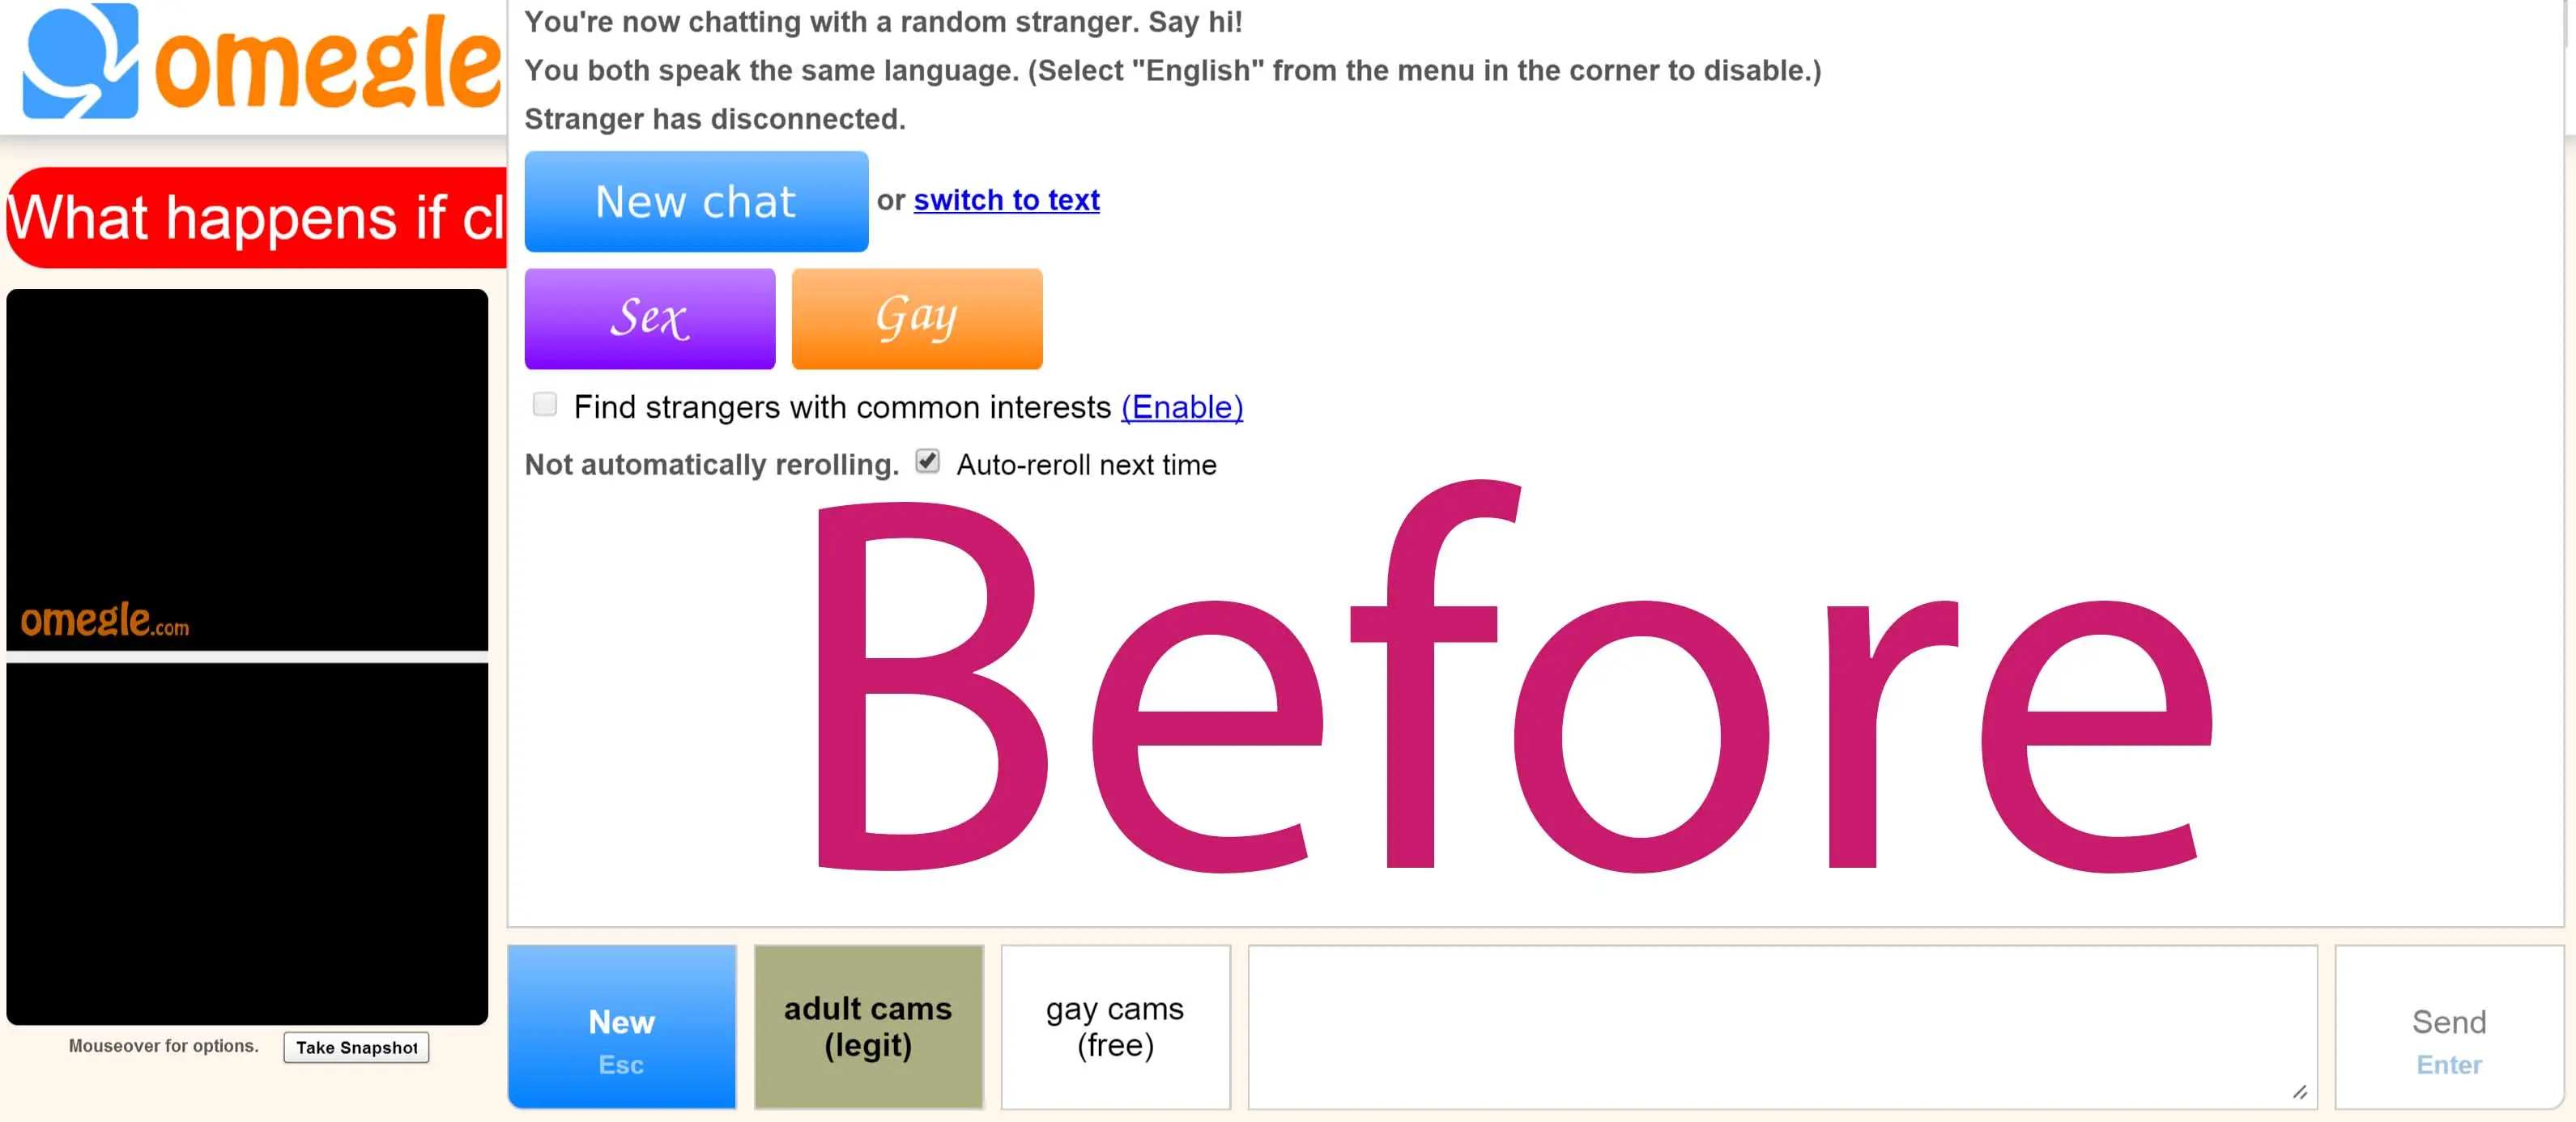 omegle
You're now chatting with a random stranger. Say hi!
You both speak the same language. (Select "English" from the menu in the corner to disable.)
Stranger has disconnected.
New chat or switch to text
What happens if cl
Sex Gay
Find strangers with common interests (Enable)
Not automatically rerolling. Auto-reroll next time
Before
omegle.com
Mouseover for options. Take Snapshot
New
Esc
adult cams
(legit)
gay cams
(free)
Send
Enter